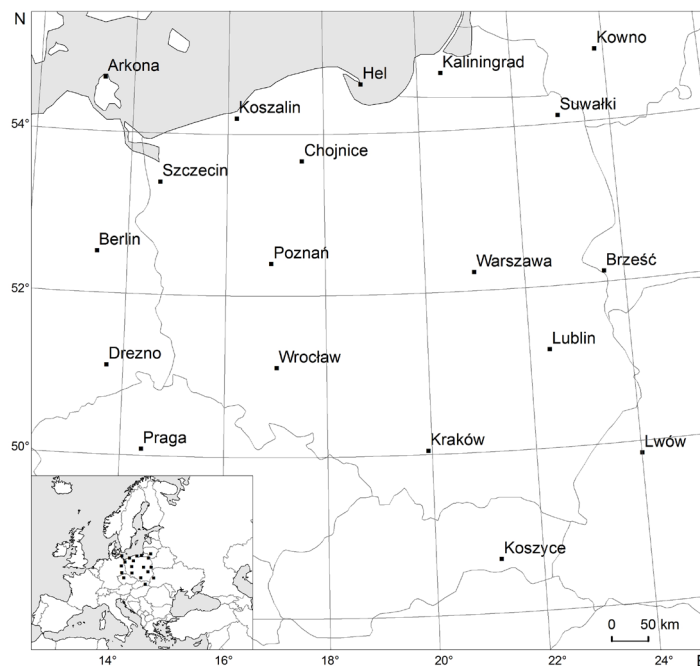 N
Kowno
Arkona
Hel
Kaliningrad
Koszalin
Suwałki
54°
Chojnice
Szczecin
Berlin
Poznań
Warszawa
Brześć
52°
Drezno
Wrocław
Lublin
50°
Praga
Kraków
Lwów
Koszyce
0 50 km
14° 16° 18° 20° 22° 24°